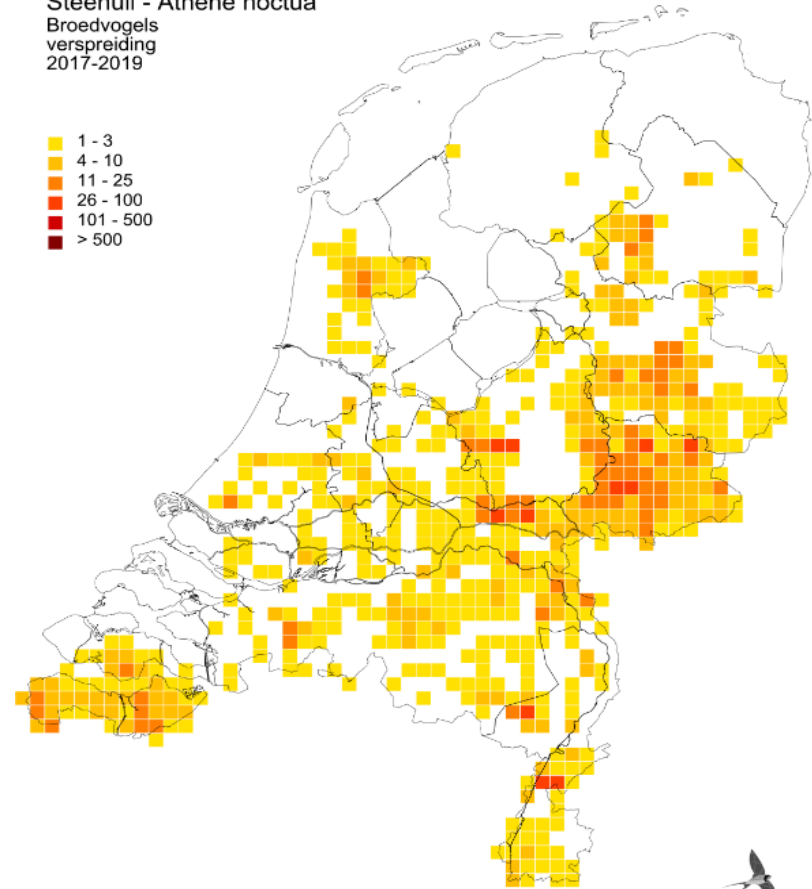 Steenuil - Athene noctua
Broedvogels
verspreiding
2017-2019
1 - 3
4 - 10
11 - 25
26 - 100
101 - 500
> 500